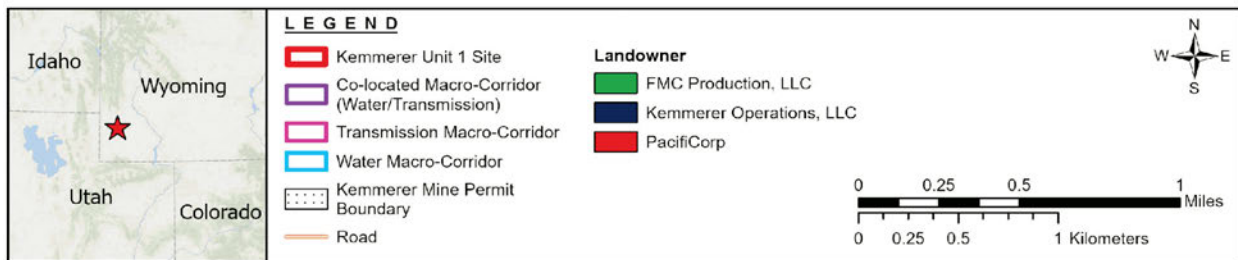 Idaho
Wyoming
Utah
Colorado
LEGEND
Kemmerer Unit 1 Site
Co-located Macro-Corridor
(Water/Transmission)
Transmission Macro-Corridor
Water Macro-Corridor
Kemmerer Mine Permit
Boundary
Road
Landowner
FMC Production, LLC
Kemmerer Operations, LLC
PacifiCorp
N
W E
S
0 0.25 0.5 1
Miles
0 0.25 0.5 1 Kilometers